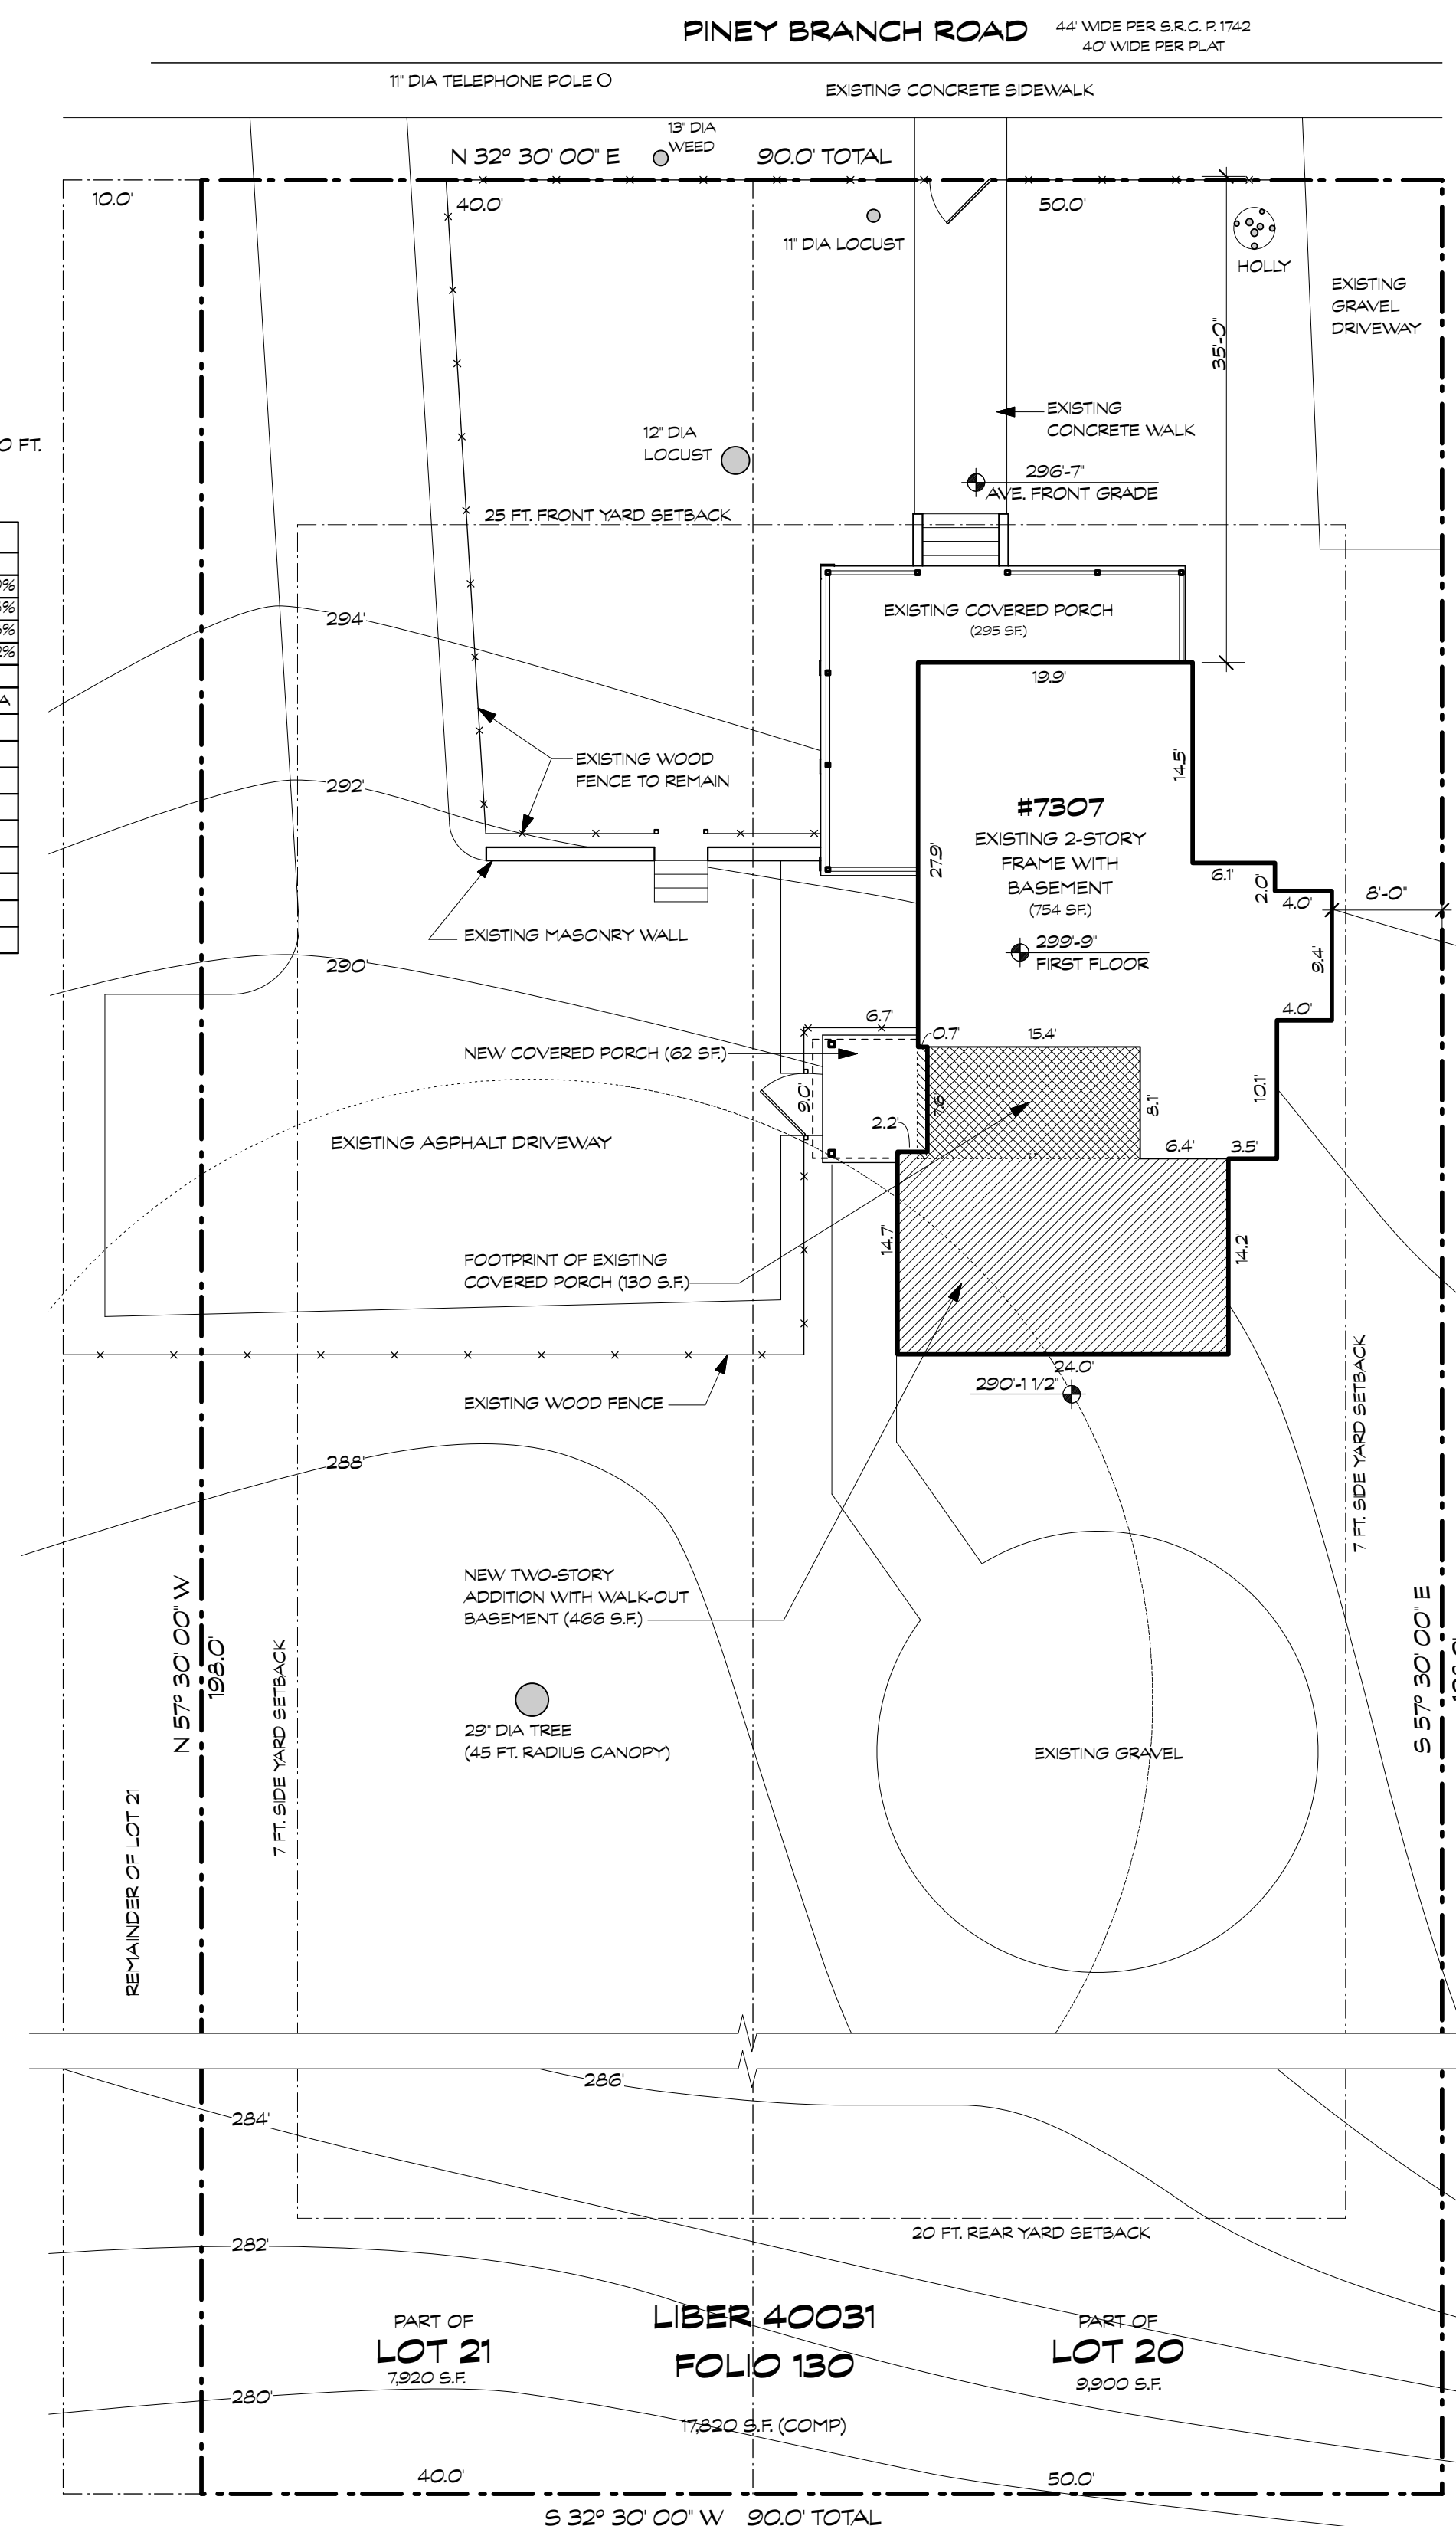 PINEY BRANCH ROAD
44' WIDE PER S.R.C. P. 1742
40' WIDE PER PLAT
11" DIA TELEPHONE POLE
EXISTING CONCRETE SIDEWALK
13" DIA
WEED
N 32° 30' 00" E
90.0' TOTAL
10.0'
40.0'
50.0'
11" DIA LOCUST
HOLLY
EXISTING
GRAVEL
DRIVEWAY
35'-0"
EXISTING
CONCRETE WALK
12" DIA
LOCUST
O FT.
296'-7"
AVE. FRONT GRADE
25 FT. FRONT YARD SETBACK
%
%
%
2%
A
294'
EXISTING COVERED PORCH
(295 SF.)
19.9'
EXISTING WOOD
FENCE TO REMAIN
14.5'
292'
#7307
EXISTING 2-STORY
FRAME WITH
BASEMENT
(754 SF.)
27.9'
6.1'
2.0'
4.0'
8'-0"
EXISTING MASONRY WALL
299'-9"
FIRST FLOOR
9.4'
290'
4.0'
6.7'
0.7'
15.4'
NEW COVERED PORCH (62 SF.)
9.0'
7.6'
8.1'
10.1'
2.2'
EXISTING ASPHALT DRIVEWAY
6.4'
3.5'
14.7'
14.2'
FOOTPRINT OF EXISTING
COVERED PORCH (130 S.F.)
24.0'
290'-1 1/2"
EXISTING WOOD FENCE
7 FT. SIDE YARD SETBACK
288'
NEW TWO-STORY
ADDITION WITH WALK-OUT
BASEMENT (466 S.F.)
N 57° 30' 00" W
198.0'
S 57° 30' 00" E
7 FT. SIDE YARD SETBACK
29" DIA TREE
(45 FT. RADIUS CANOPY)
EXISTING GRAVEL
REMAINDER OF LOT 21
286'
284'
20 FT. REAR YARD SETBACK
282'
LIBER 40031
FOLIO 130
PART OF
LOT 21
7,920 S.F.
PART OF
LOT 20
9,900 S.F.
280'
17,820 S.F. (COMP)
40.0'
50.0'
S 32° 30' 00" W
90.0' TOTAL